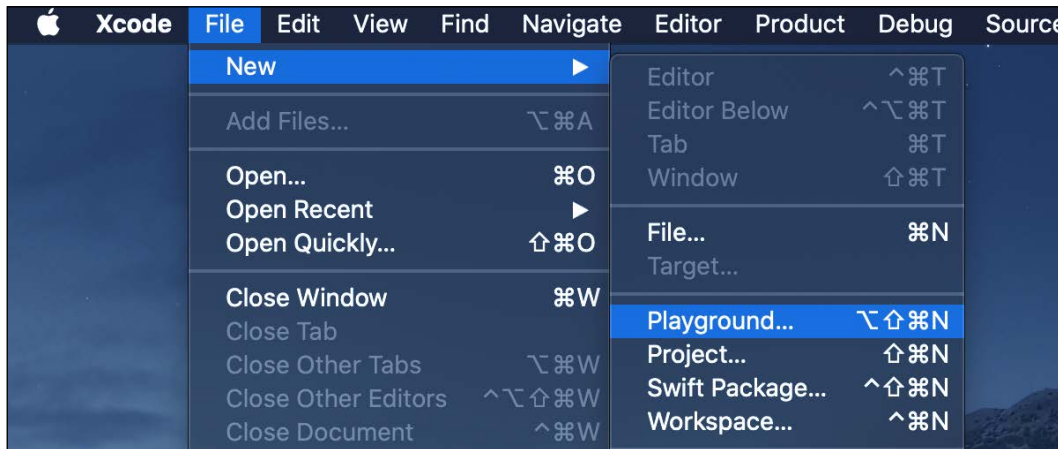 Xcode File Edit View Find Navigate Editor Product Debug Source
New ▶
Add Files... ⌥⌘A
Open... ⌘O
Open Recent ▶
Open Quickly... ⇧⌘O
Close Window ⌘W
Close Tab
Close Other Tabs ⌥⌘W
Close Other Editors ^⌥⇧⌘W
Close Document ^⌘W
Editor ^⌘T
Editor Below ^⌥⌘T
Tab ⌘T
Window ⇧⌘T
File... ⌘N
Target...
Playground... ⌥⇧⌘N
Project... ⇧⌘N
Swift Package... ^⇧⌘N
Workspace... ^⌘N